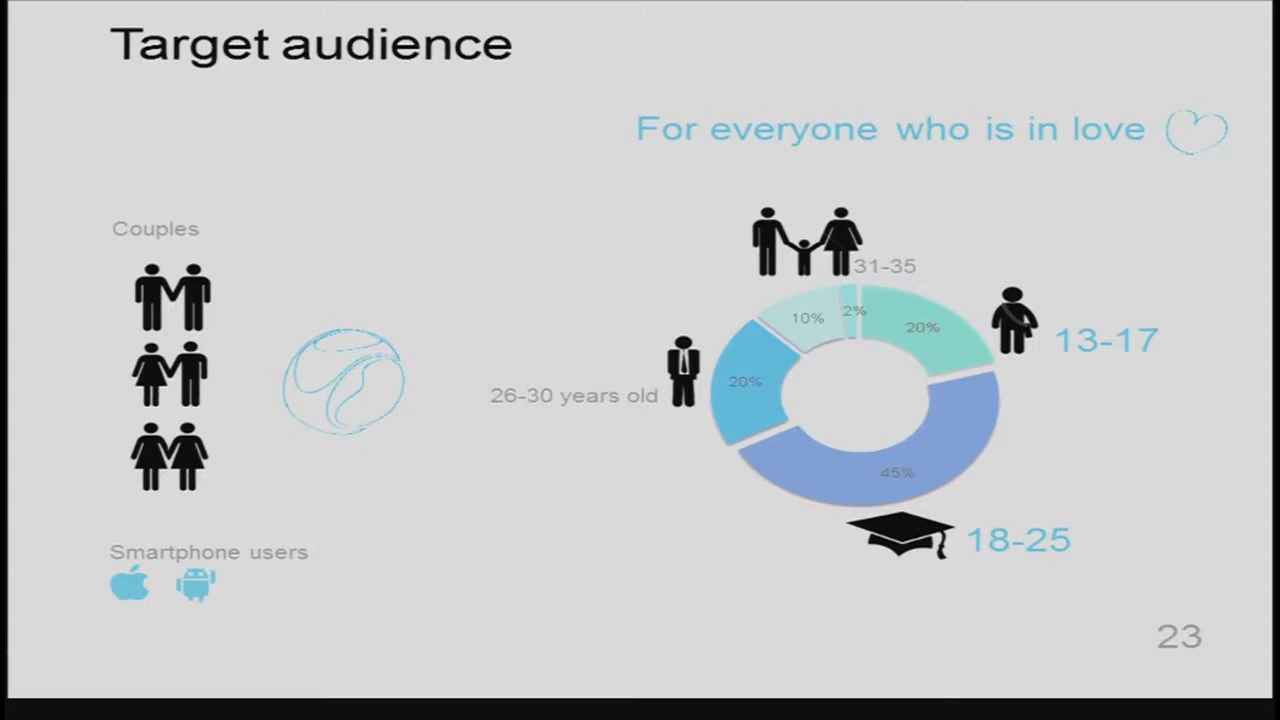 Target audience
For everyone who is in love
Couples
31-35
10%
2%
20%
13-17
20%
26-30 years old
45%
18-25
Smartphone users
23